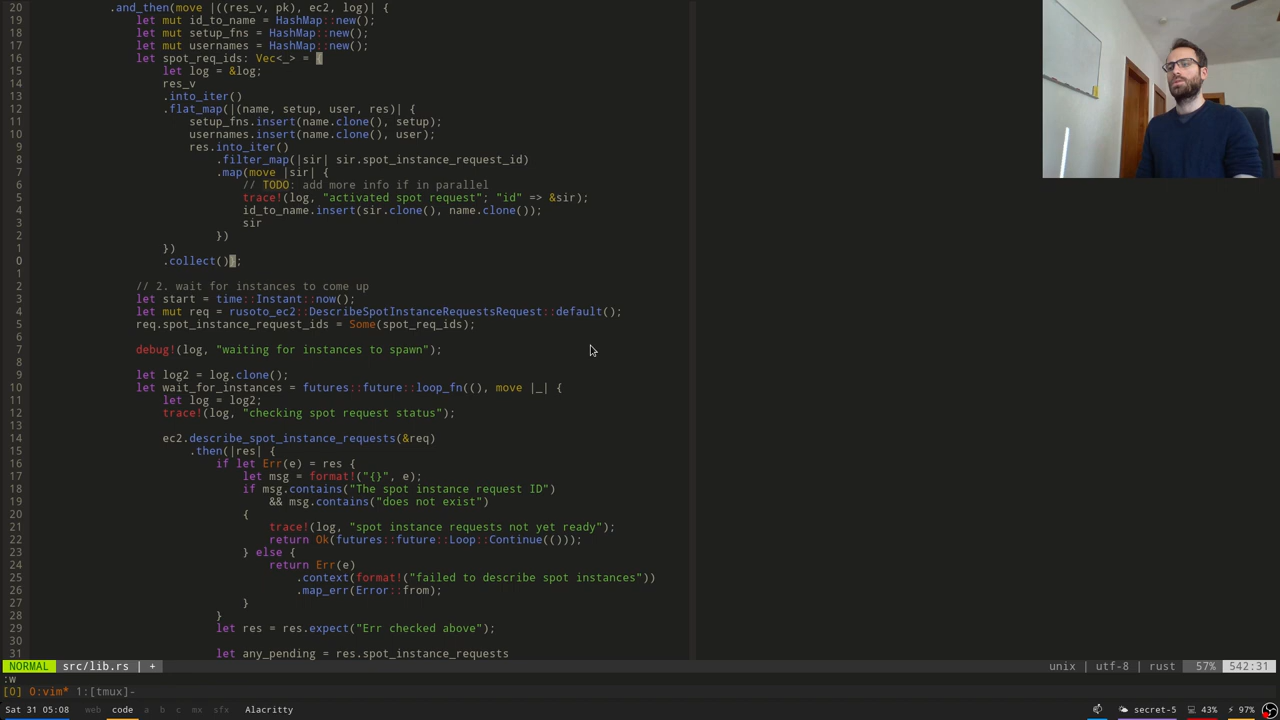 20 .and_then(move |((res_v, pk), ec2, log)| {
19 let mut id_to_name = HashMap::new();
18 let mut setup_fns = HashMap::new();
17 let mut usernames = HashMap::new();
16 let spot_req_ids: Vec<_> = {
15 let log = &log;
14 res_v
13 .into_iter()
12 .flat_map(|(name, setup, user, res)| {
11 setup_fns.insert(name.clone(), setup);
10 usernames.insert(name.clone(), user);
9 res.into_iter()
8 .filter_map(|sir| sir.spot_instance_request_id)
7 .map(move |sir| {
6 // TODO: add more info if in parallel
5 trace!(log, "activated spot request"; "id" => &sir);
4 id_to_name.insert(sir.clone(), name.clone());
3 sir
2 })
1 })
0 .collect()};
1
2 // 2. wait for instances to come up
3 let start = time::Instant::now();
4 let mut req = rusoto_ec2::DescribeSpotInstanceRequestsRequest::default();
5 req.spot_instance_request_ids = Some(spot_req_ids);
6
7 debug!(log, "waiting for instances to spawn");
8
9 let log2 = log.clone();
10 let wait_for_instances = futures::future::loop_fn((), move |_| {
11 let log = log2;
12 trace!(log, "checking spot request status");
13
14 ec2.describe_spot_instance_requests(&req)
15 .then(|res| {
16 if let Err(e) = res {
17 let msg = format!("{}", e);
18 if msg.contains("The spot instance request ID")
19 && msg.contains("does not exist")
20 {
21 trace!(log, "spot instance requests not yet ready");
22 return Ok(futures::future::Loop::Continue(()));
23 } else {
24 return Err(e)
25 .context(format!("failed to describe spot instances"))
26 .map_err(Error::from);
27 }
28 }
29 let res = res.expect("Err checked above");
30
31 let any_pending = res.spot_instance_requests
NORMAL src/lib.rs | + unix | utf-8 | rust 57% 542:31
:w
[0] 0:vim* 1:[tmux]-
Sat 31 05:08 web code a b c mx sfx Alacritty secret-5 43% 97%